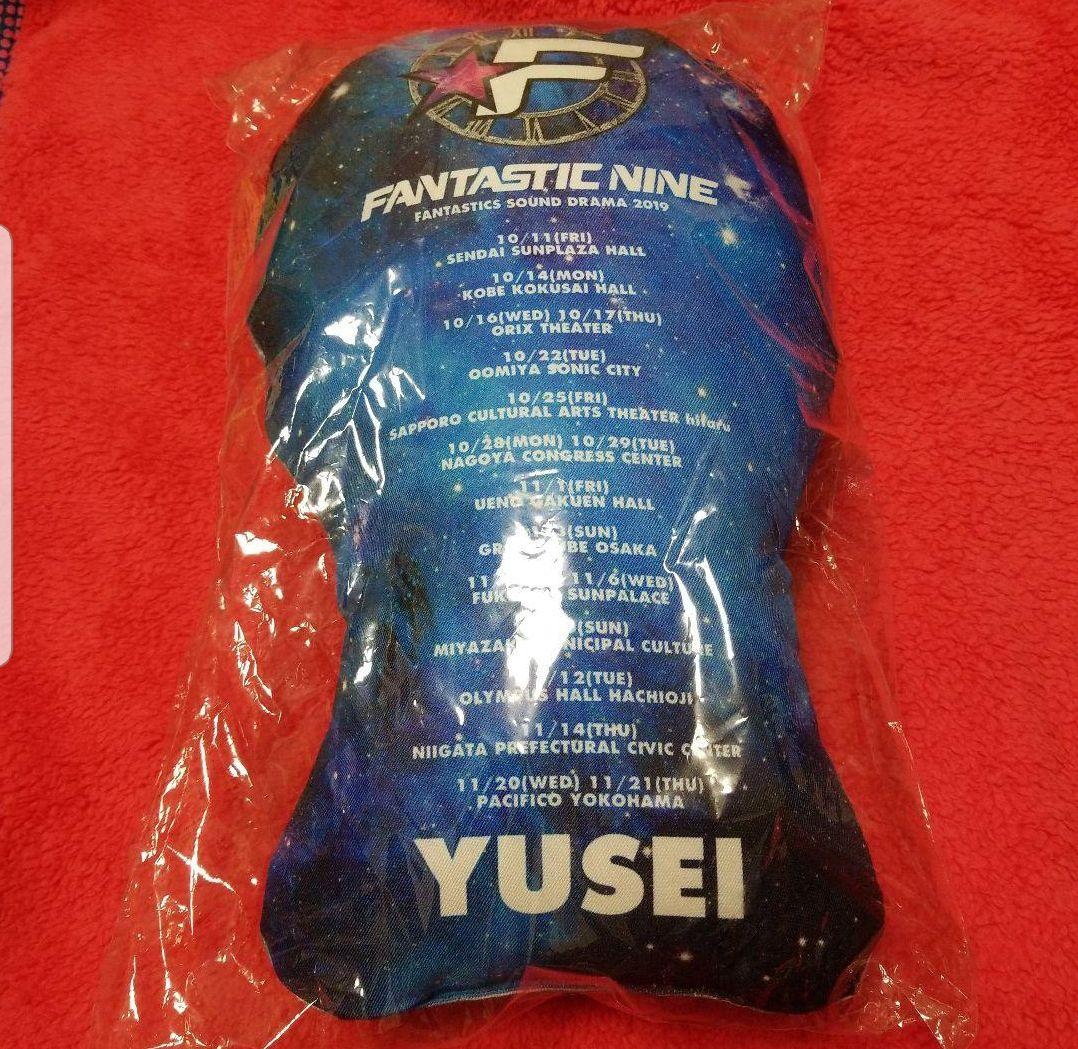 XII
F
FANTASTIC NINE
FANTASTICS SOUND DRAMA 2019
10/11(FRI)
SENDAI SUNPLAZA HALL
10/14(MON)
KOBE KOKUSAI HALL
10/16(WED) 10/17(THU)
ORIX THEATER
10/22(TUE)
OOMIYA SONIC CITY
10/25(FRI)
SAPPORO CULTURAL ARTS THEATER hitaru
10/28(MON) 10/29(TUE)
NAGOYA CONGRESS CENTER
11/1(FRI)
UENO GAKUEN HALL
(SUN)
OSAKA
11/6(WED)
SUNPALACE
(SUN)
12(TUE)
OLYMPUS HALL HACHIOJI
11/14(THU)
NIIGATA PREFECTURAL CIVIC CENTER
11/20(WED) 11/21(THU)
PACIFICO YOKOHAMA
YUSEI